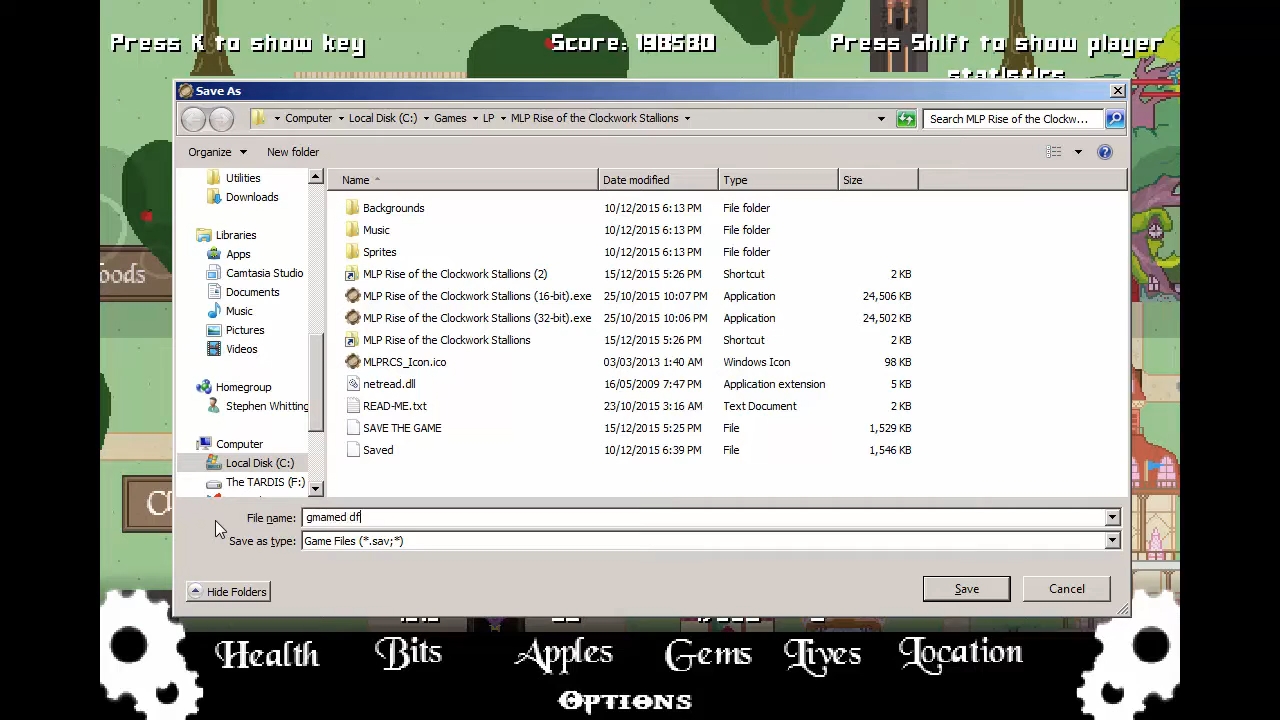 Press K to show key
Score: 198580
Press Shift to show player
statistics
Save As
Computer
Local Disk (C:)
Games
LP
MLP Rise of the Clockwork Stallions
Search MLP Rise of the Clockw...
Organize
New folder
Utilities
Downloads
Libraries
Apps
Camtasia Studio
Documents
Music
Pictures
Videos
Homegroup
Stephen Whitting
Computer
Local Disk (C:)
The TARDIS (F:)
Name Date modified Type Size
Backgrounds 10/12/2015 6:13 PM File folder
Music 10/12/2015 6:13 PM File folder
Sprites 10/12/2015 6:13 PM File folder
MLP Rise of the Clockwork Stallions (2) 15/12/2015 5:26 PM Shortcut 2 KB
MLP Rise of the Clockwork Stallions (16-bit).exe 25/10/2015 10:07 PM Application 24,506 KB
MLP Rise of the Clockwork Stallions (32-bit).exe 25/10/2015 10:06 PM Application 24,502 KB
MLP Rise of the Clockwork Stallions 15/12/2015 5:26 PM Shortcut 2 KB
MLPRCS_Icon.ico 03/03/2013 1:40 AM Windows Icon 98 KB
netread.dll 16/05/2009 7:47 PM Application extension 5 KB
READ-ME.txt 23/10/2015 3:16 AM Text Document 2 KB
SAVE THE GAME 15/12/2015 5:25 PM File 1,529 KB
Saved 10/12/2015 6:39 PM File 1,546 KB
oods
File name: gmamed df
Save as type: Game Files (*.sav;*)
Hide Folders
Save
Cancel
Health Bits Apples Gems Lives Location
Options